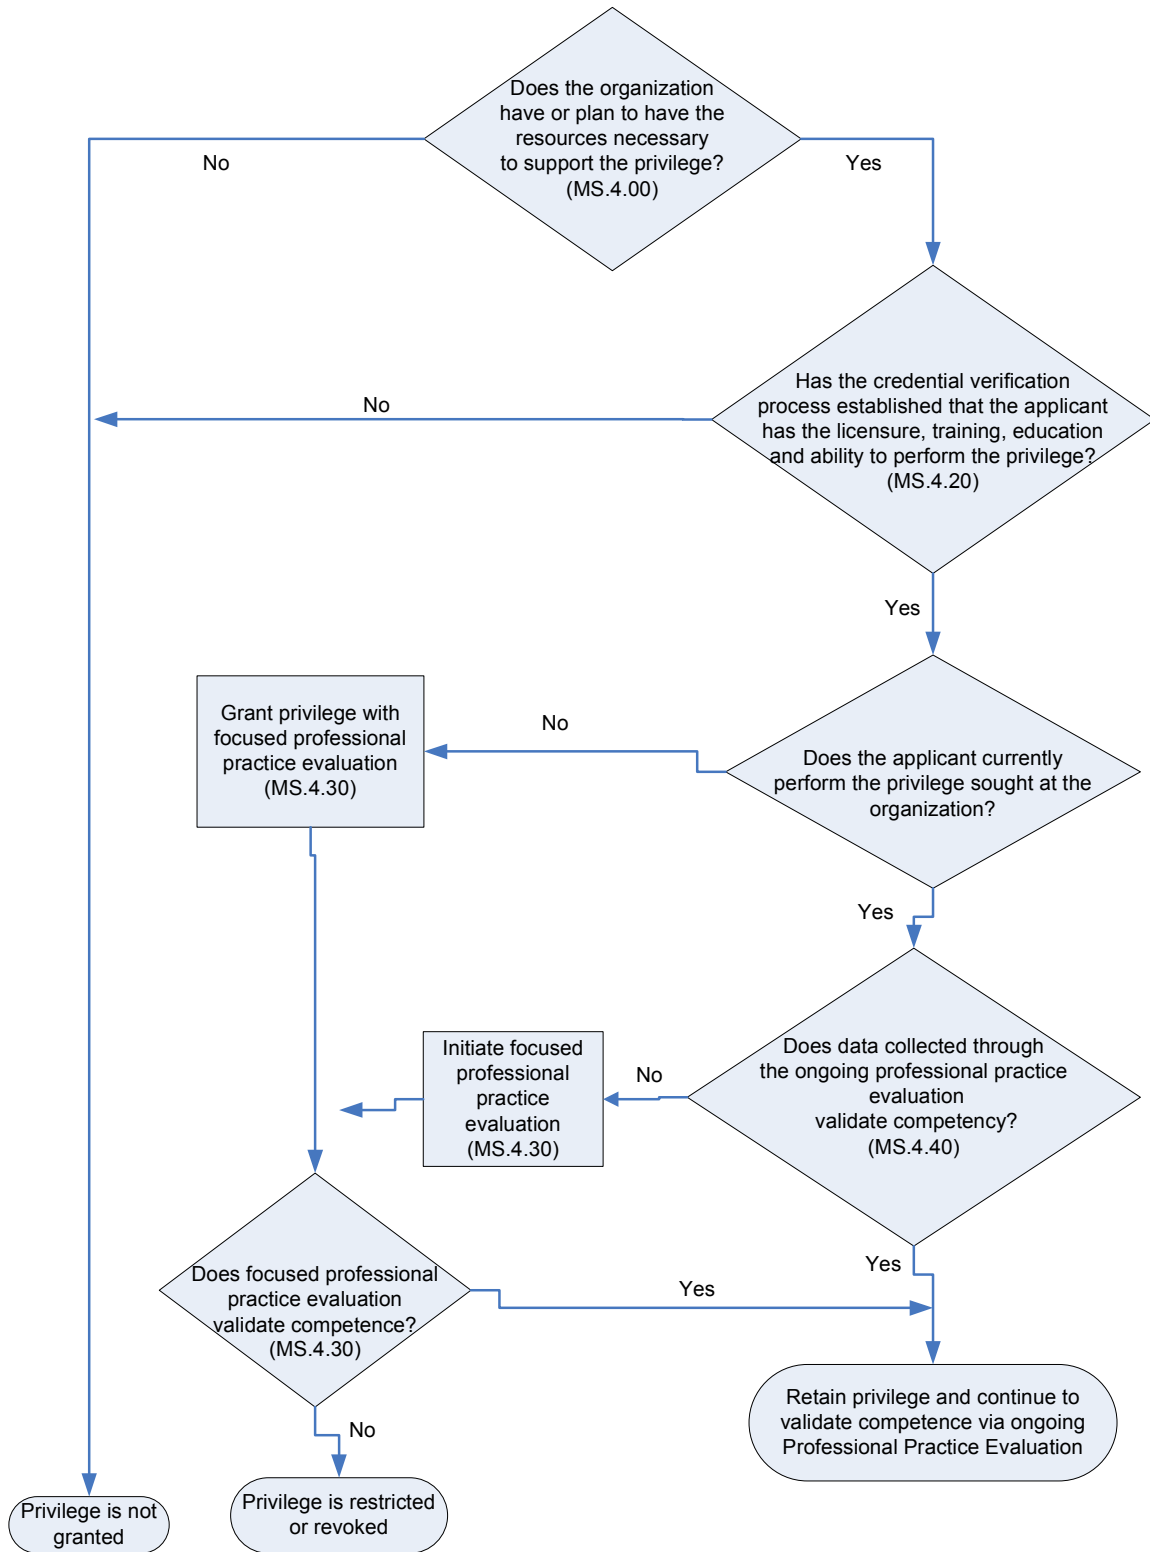 Does the organization
have or plan to have the
resources necessary
to support the privilege?
(MS.4.00)
No
Yes
Has the credential verification
process established that the applicant
has the licensure, training, education
and ability to perform the privilege?
(MS.4.20)
No
Yes
Grant privilege with
focused professional
practice evaluation
(MS.4.30)
No
Does the applicant currently
perform the privilege sought at the
organization?
Yes
Initiate focused
professional
practice
evaluation
(MS.4.30)
No
Does data collected through
the ongoing professional practice
evaluation
validate competency?
(MS.4.40)
Yes
Does focused professional
practice evaluation
validate competence?
(MS.4.30)
Yes
No
Retain privilege and continue to
validate competence via ongoing
Professional Practice Evaluation
Privilege is not
granted
Privilege is restricted
or revoked